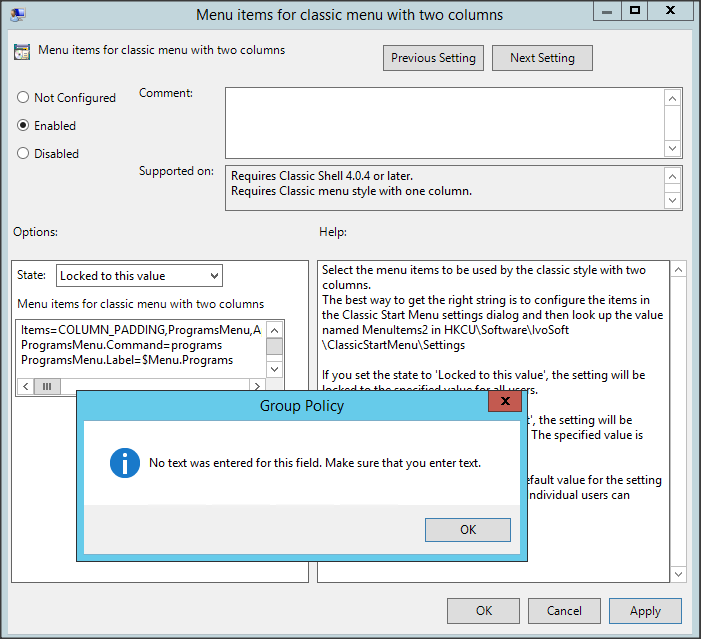 Menu items for classic menu with two columns
Menu items for classic menu with two columns
Previous Setting
Next Setting
Not Configured
Enabled
Disabled
Comment:
Supported on:
Requires Classic Shell 4.0.4 or later.
Requires Classic menu style with one column.
Options:
Help:
State:
Locked to this value
Menu items for classic menu with two columns
Items=COLUMN_PADDING,ProgramsMenu,A
ProgramsMenu.Command=programs
ProgramsMenu.Label=$Menu.Programs
Select the menu items to be used by the classic style with two
columns.
The best way to get the right string is to configure the items in
the Classic Start Menu settings dialog and then look up the value
named MenuItems2 in HKCU\Software\IvoSoft
\ClassicStartMenu\Settings
If you set the state to 'Locked to this value', the setting will be
locked to the specified value for all users.
', the setting will be
The specified value is
efault value for the setting
ndividual users can
Group Policy
No text was entered for this field. Make sure that you enter text.
OK
OK
Cancel
Apply